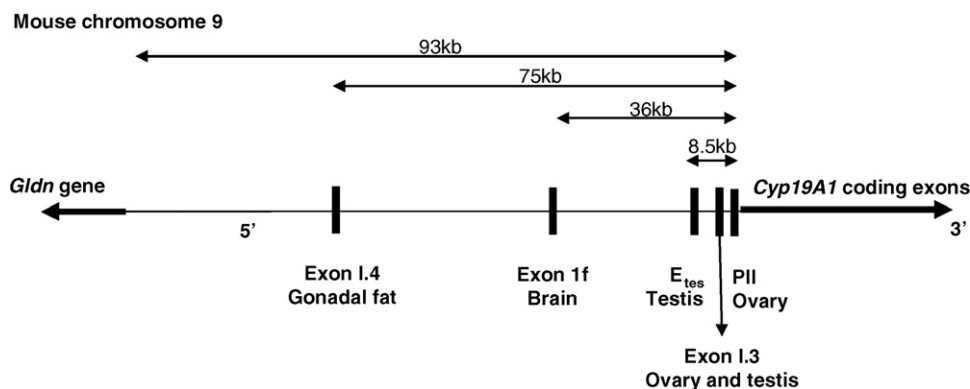 Mouse chromosome 9
93kb
75kb
36kb
8.5kb
Gldn gene
Cyp19A1 coding exons
5’
3’
Exon I.4
Gonadal fat
Exon 1f
Brain
Etes
Testis
PII
Ovary
Exon I.3
Ovary and testis